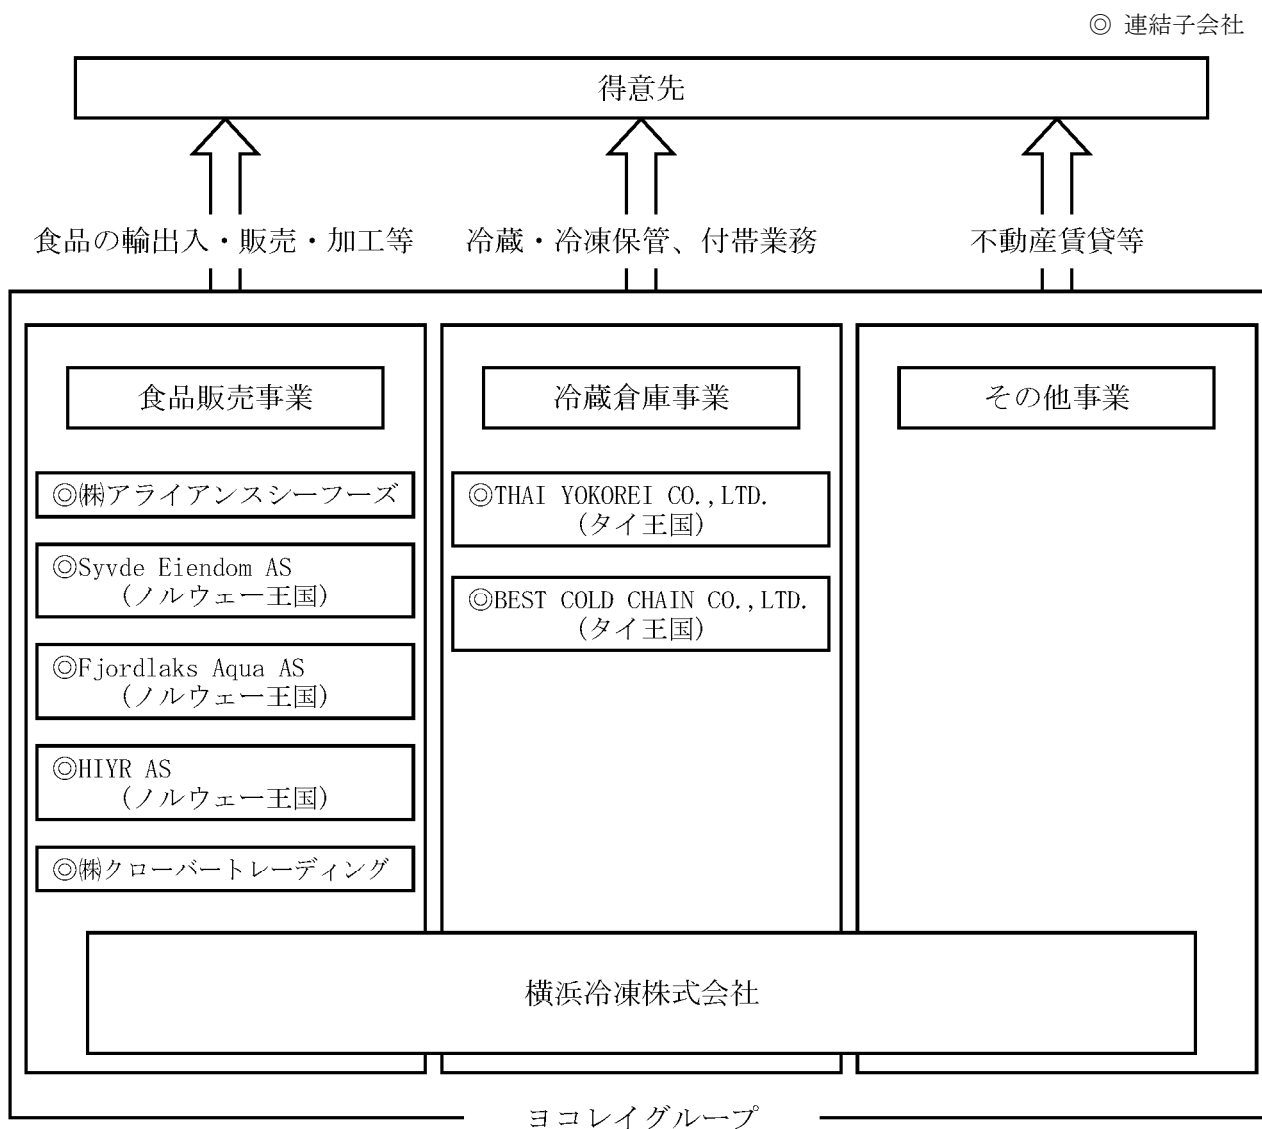 ◎ 連結子会社
得意先
食品の輸出入・販売・加工等
冷蔵・冷凍保管、付帯業務
不動産賃貸等
食品販売事業
冷蔵倉庫事業
その他事業
◎㈱アライアンスシーフーズ
◎Syvde Eiendom AS
(ノルウェー王国)
◎Fjordlaks Aqua AS
(ノルウェー王国)
◎HIYR AS
(ノルウェー王国)
◎㈱クローバートレーディング
◎THAI YOKOREI CO.,LTD.
(タイ王国)
◎BEST COLD CHAIN CO.,LTD.
(タイ王国)
横浜冷凍株式会社
ヨコレイグループ